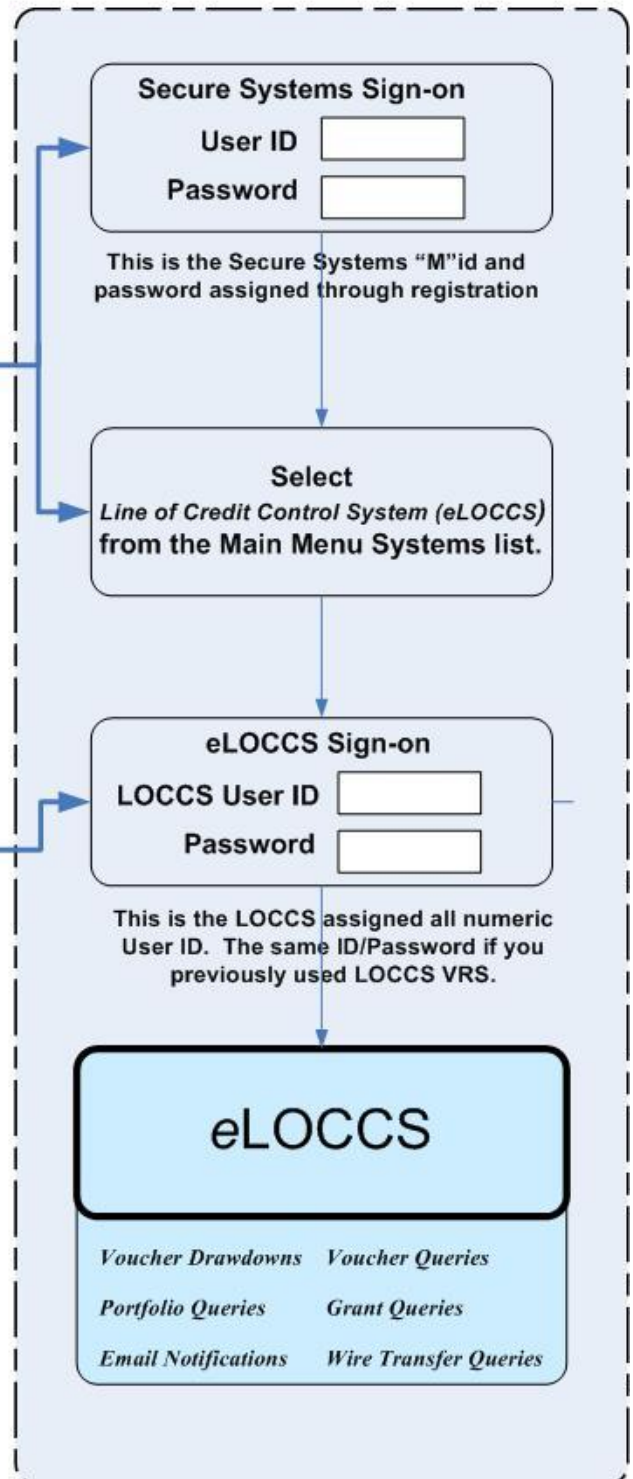 Secure Systems Sign-on
User ID
Password
This is the Secure Systems “M”id and
password assigned through registration
Select
Line of Credit Control System (eLOCCS)
from the Main Menu Systems list.
eLOCCS Sign-on
LOCCS User ID
Password
This is the LOCCS assigned all numeric
User ID.  The same ID/Password if you
previously used LOCCS VRS.
eLOCCS
Voucher Drawdowns Voucher Queries
Portfolio Queries Grant Queries
Email Notifications Wire Transfer Queries